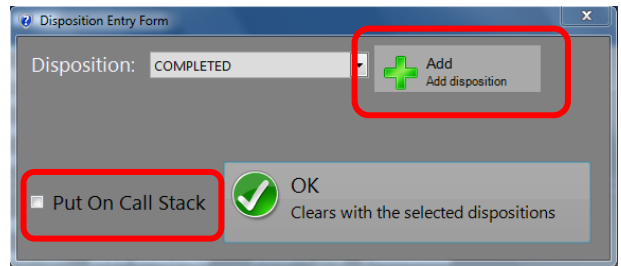 Disposition Entry Form
x
Disposition: COMPLETED
Add
Add disposition
Put On Call Stack
OK
Clears with the selected dispositions